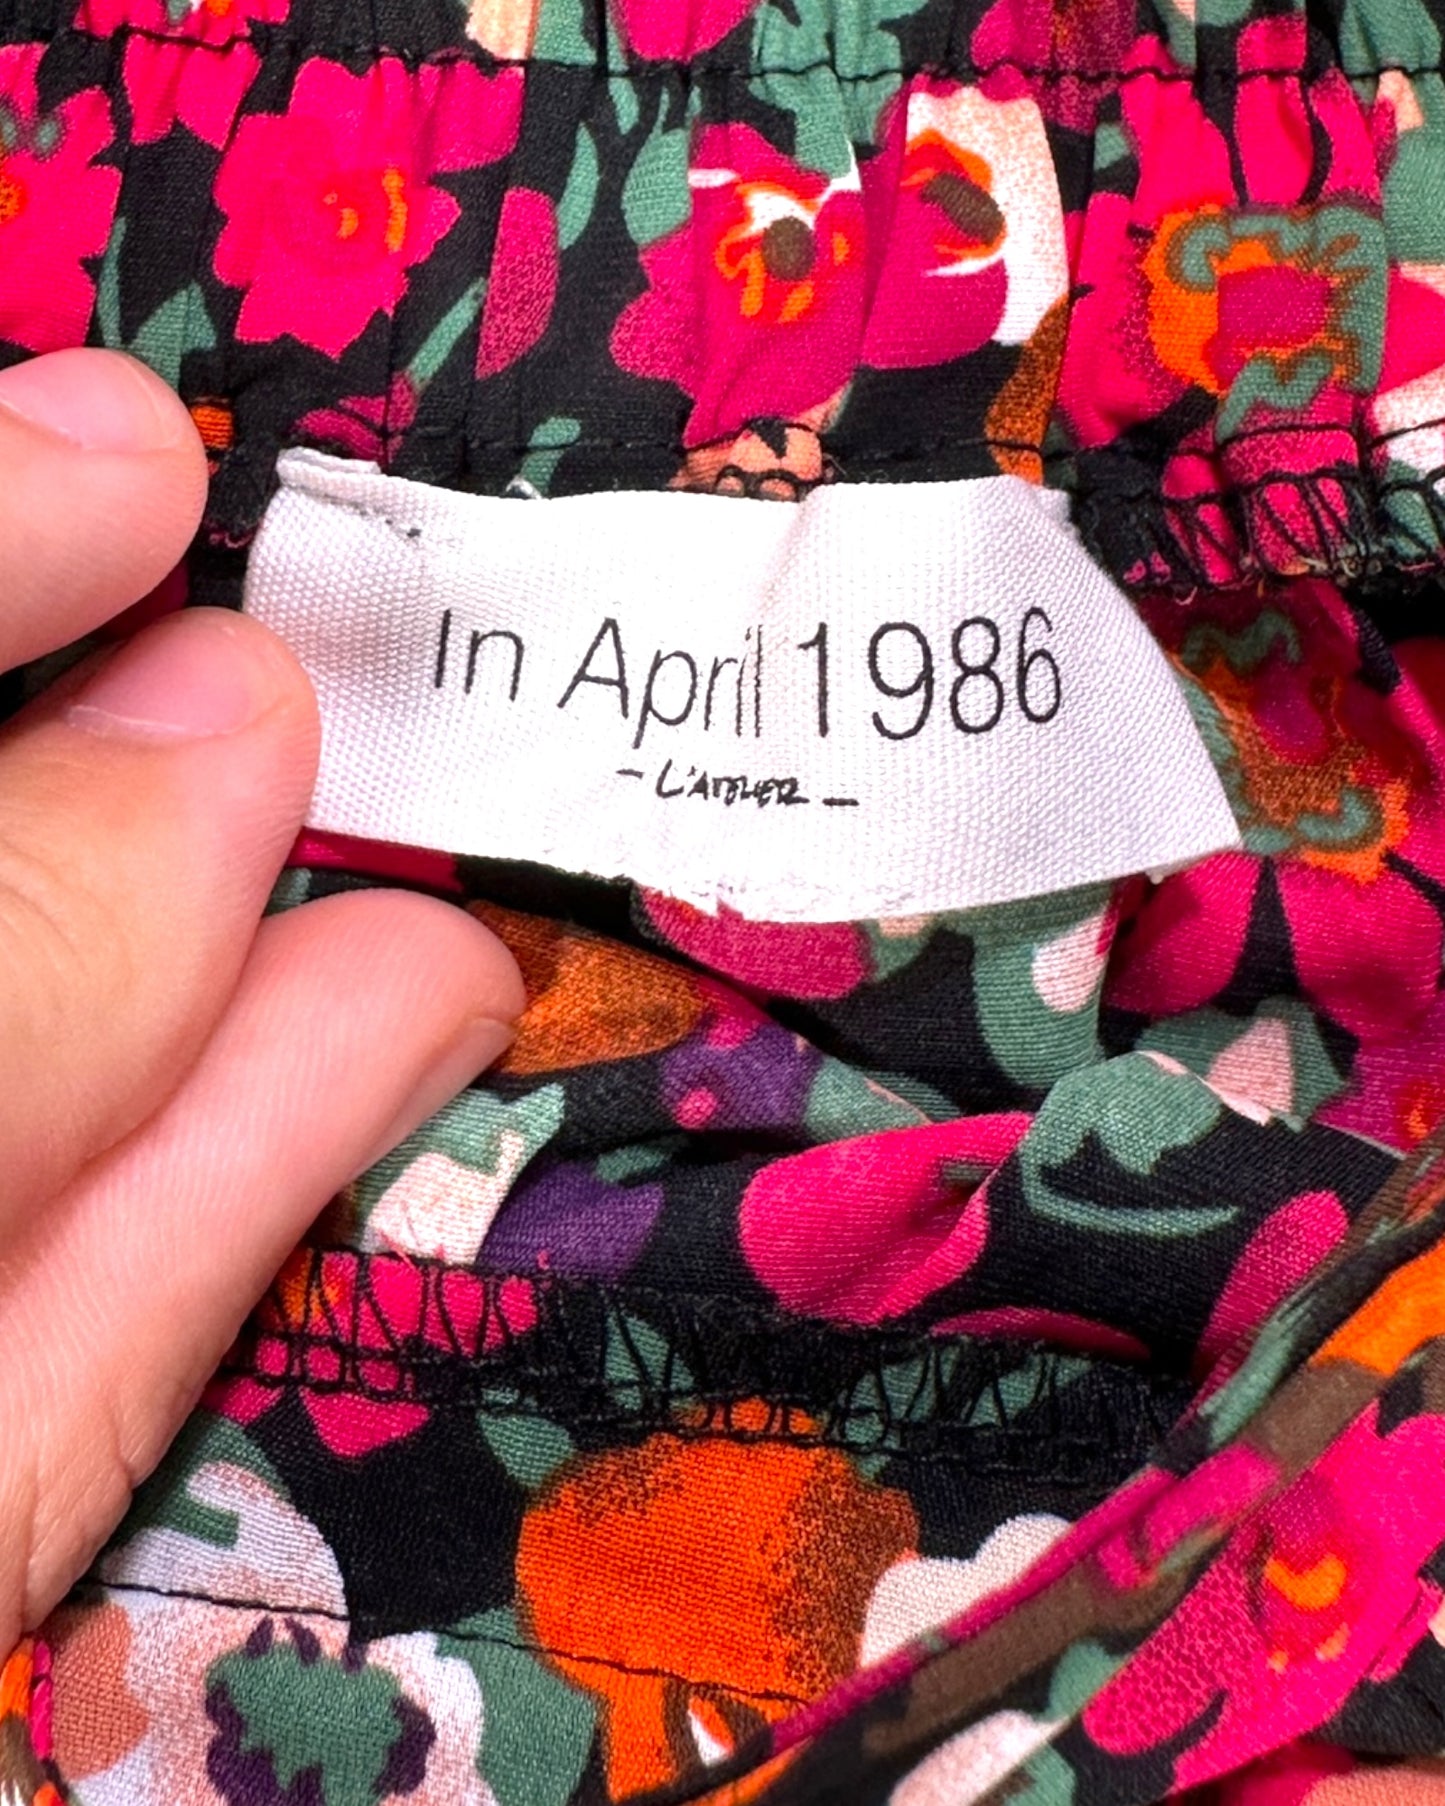 In April 1986
- L'ATELIER -